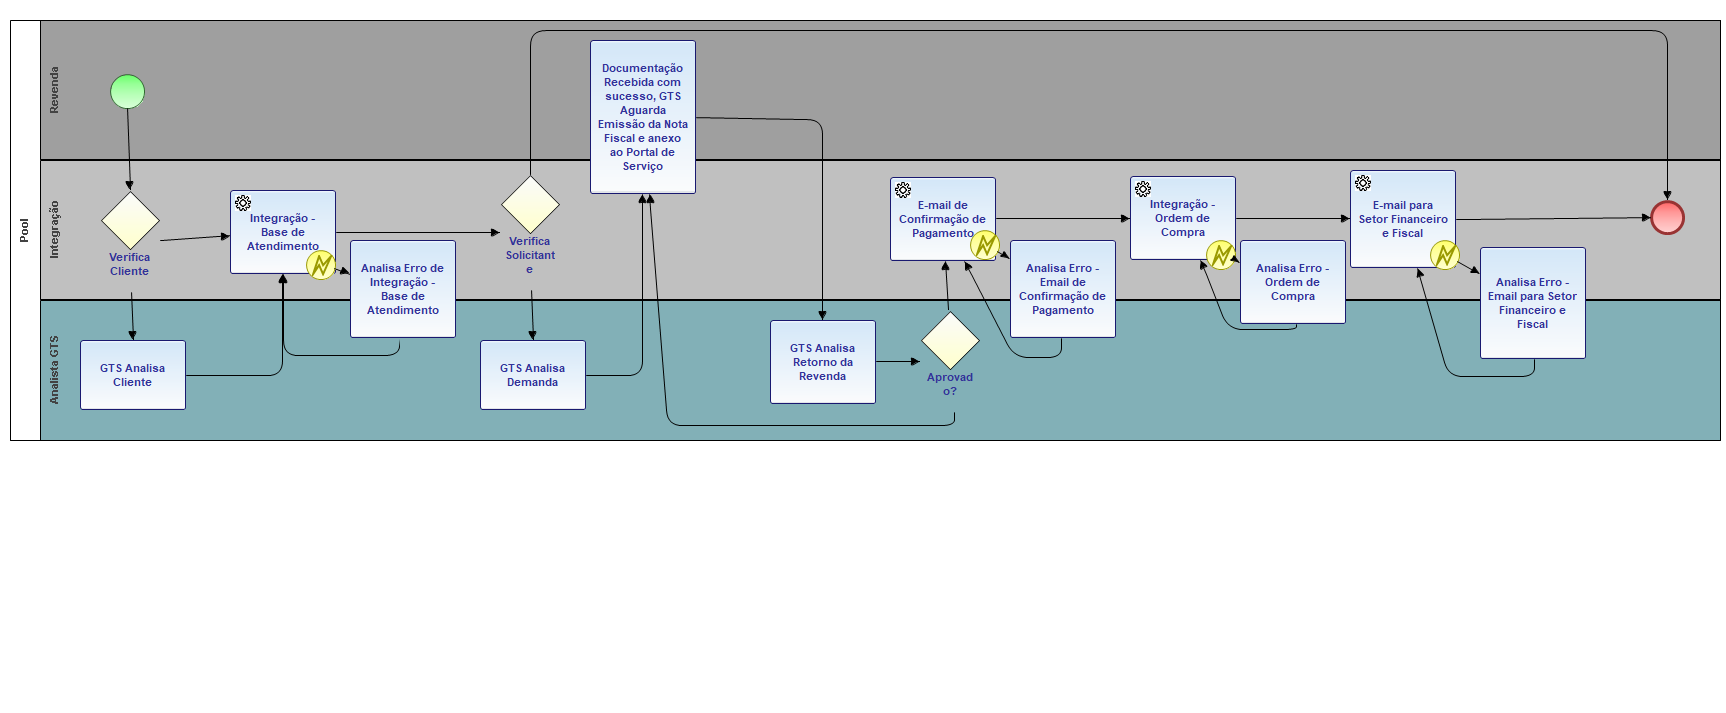 Pool
Revenda
Integração
Analista GTS
Verifica
Cliente
GTS Analisa
Cliente
Integração -
Base de
Atendimento
Analisa Erro de
Integração -
Base de
Atendimento
Verifica
Solicitant
e
GTS Analisa
Demanda
Documentação
Recebida com
sucesso, GTS
Aguarda
Emissão da Nota
Fiscal e anexo
ao Portal de
Serviço
GTS Analisa
Retorno da
Revenda
Aprovad
o?
E-mail de
Confirmação de
Pagamento
Analisa Erro -
Email de
Confirmação de
Pagamento
Integração -
Ordem de
Compra
Analisa Erro -
Ordem de
Compra
E-mail para
Setor Financeiro
e Fiscal
Analisa Erro -
Email para Setor
Financeiro e
Fiscal